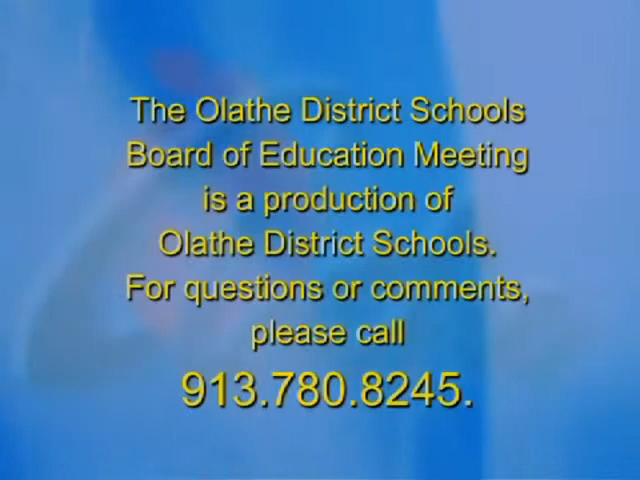 The Olathe District Schools
Board of Education Meeting
is a production of
Olathe District Schools.
For questions or comments,
please call
913.780.8245.